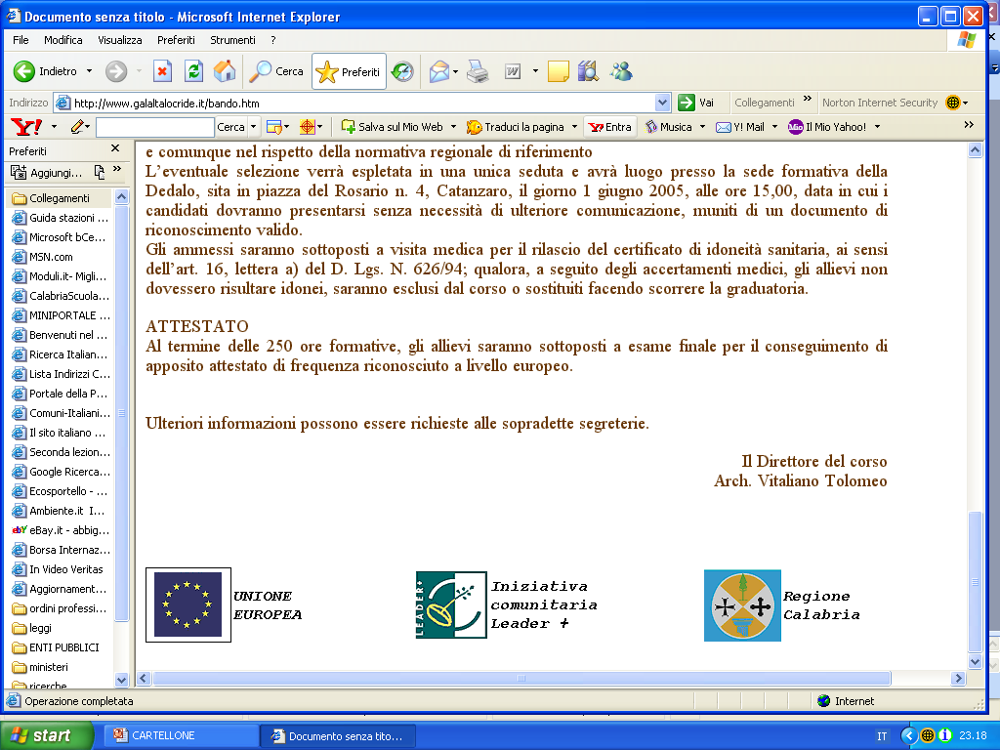 Documento senza titolo - Microsoft Internet Explorer
File Modifica Visualizza Preferiti Strumenti ?
Indietro Cerca Preferiti
Indirizzo http://www.galaltalocride.it/bando.htm Vai Collegamenti » Norton Internet Security
Y! Cerca Salva sul Mio Web Traduci la pagina Entra Musica Y! Mail Il Mio Yahoo! »
Preferiti
Aggiungi... »
Collegamenti
Guida stazioni ...
Microsoft bCe...
MSN.com
Moduli.it- Migli...
CalabriaScuola...
MINIPORTALE ...
Benvenuti nel ...
Ricerca Italian...
Lista Indirizzi C...
Portale della P...
Comuni-Italiani...
Il sito italiano ...
Seconda lezion...
Google Ricerca...
Ecosportello - ...
Ambiente.it I...
eBay.it - abbig...
Borsa Internaz...
In Video Veritas
Aggiornament...
ordini professi...
leggi
ENTI PUBBLICI
ministeri
ricerche
e comunque nel rispetto della normativa regionale di riferimento
L'eventuale selezione verrà espletata in una unica seduta e avrà luogo presso la sede formativa della
Dedalo, sita in piazza del Rosario n. 4, Catanzaro, il giorno 1 giugno 2005, alle ore 15,00, data in cui i
candidati dovranno presentarsi senza necessità di ulteriore comunicazione, muniti di un documento di
riconoscimento valido.
Gli ammessi saranno sottoposti a visita medica per il rilascio del certificato di idoneità sanitaria, ai sensi
dell'art. 16, lettera a) del D. Lgs. N. 626/94; qualora, a seguito degli accertamenti medici, gli allievi non
dovessero risultare idonei, saranno esclusi dal corso o sostituiti facendo scorrere la graduatoria.
ATTESTATO
Al termine delle 250 ore formative, gli allievi saranno sottoposti a esame finale per il conseguimento di
apposito attestato di frequenza riconosciuto a livello europeo.
Ulteriori informazioni possono essere richieste alle sopradette segreterie.
Il Direttore del corso
Arch. Vitaliano Tolomeo
UNIONE
EUROPEA
LEADER+
Iniziativa
comunitaria
Leader +
Regione
Calabria
Operazione completata Internet
start CARTELLONE Documento senza tito... IT 23.18